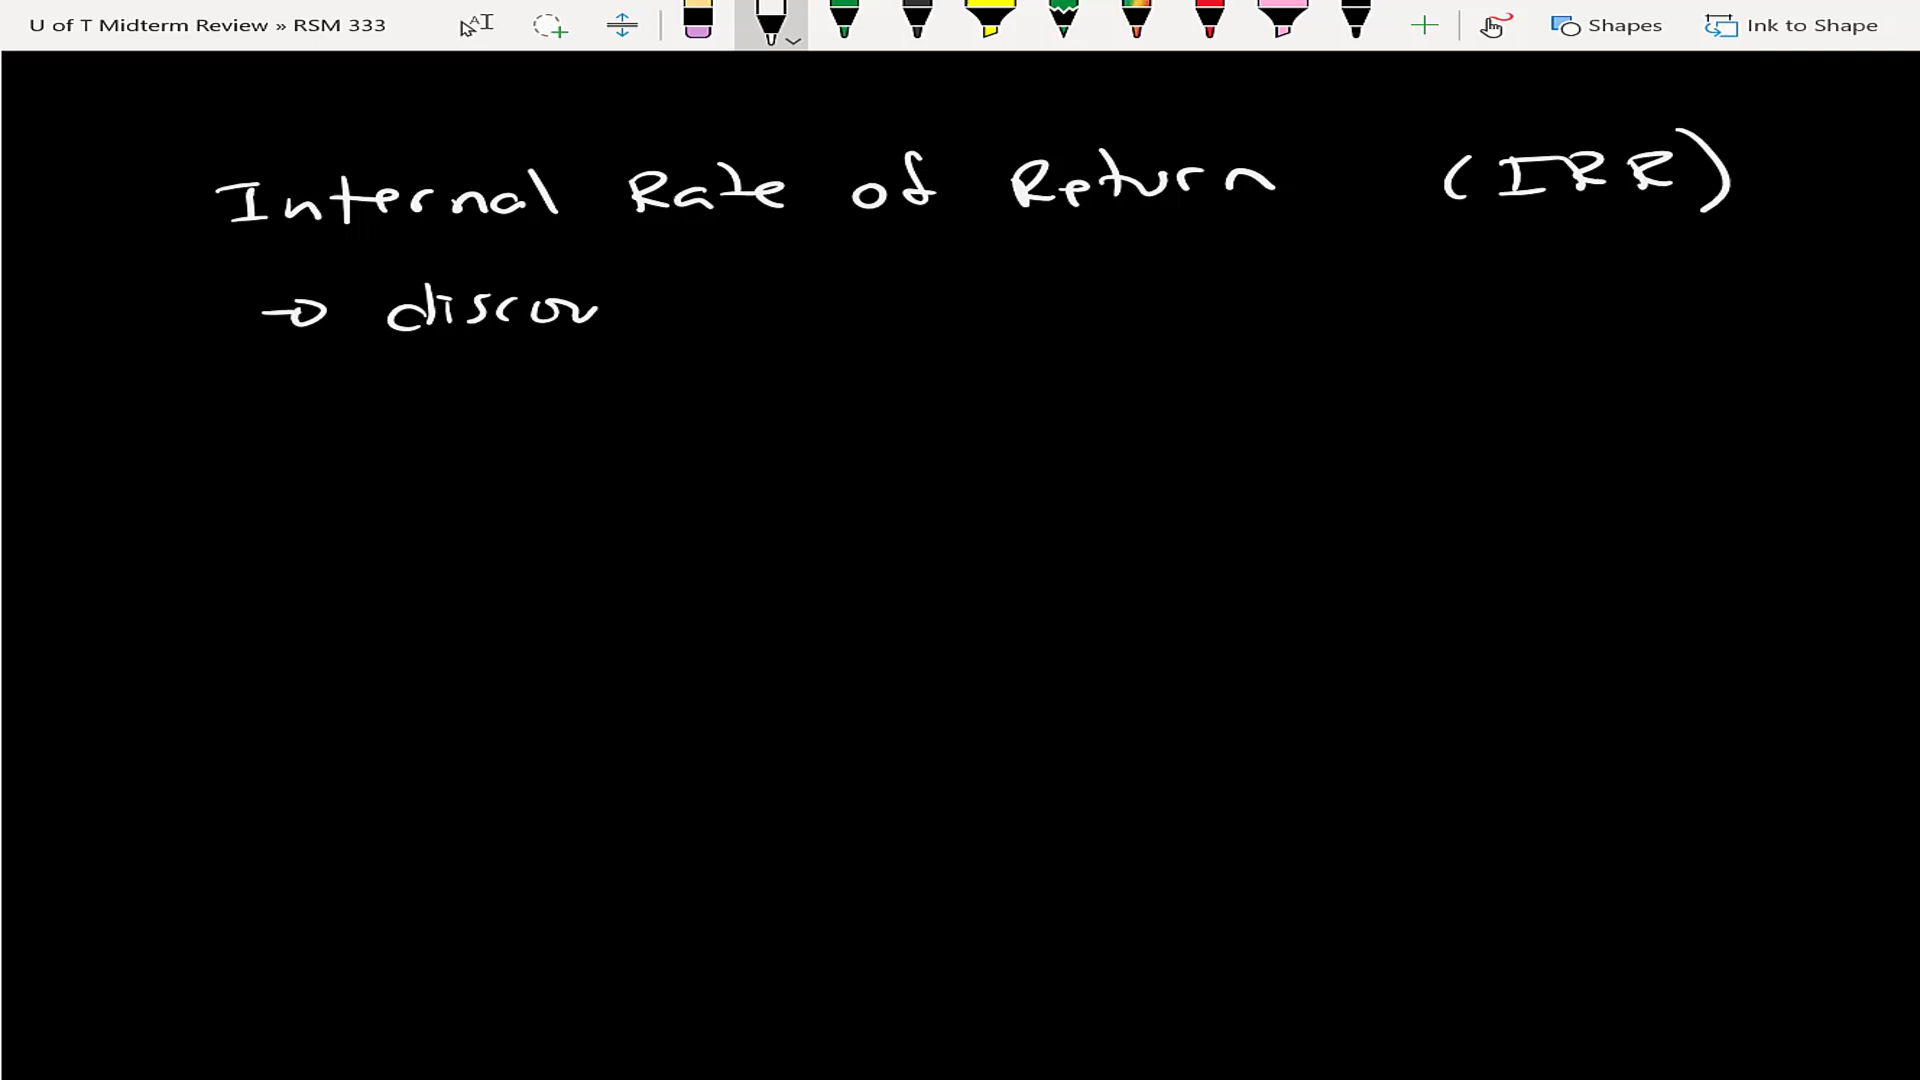 U of T Midterm Review » RSM 333
Shapes
Ink to Shape
Internal Rate of Return (IRR)
→ discou